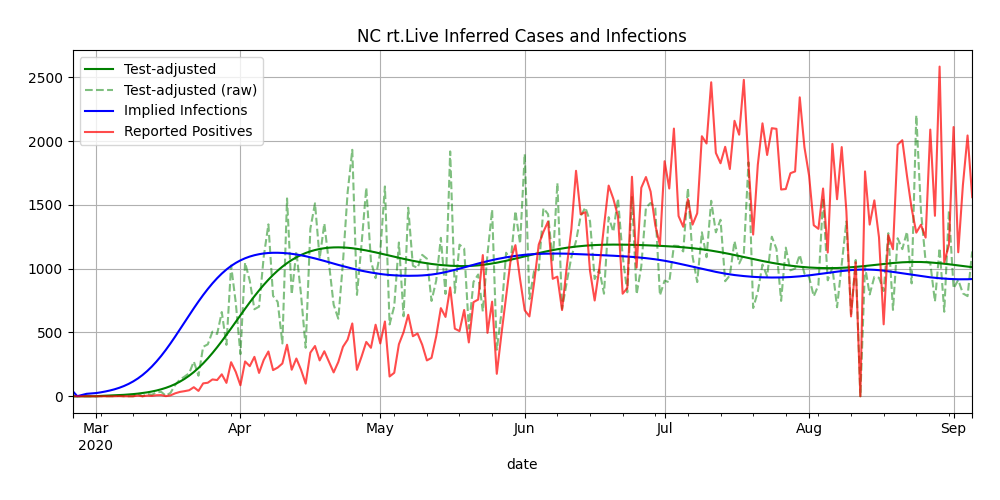 NC rt.Live Inferred Cases and Infections
Test-adjusted
Test-adjusted (raw)
Implied Infections
Reported Positives
2500
2000
1500
1000
500
0
Mar Apr May Jun Jul Aug Sep
2020
date